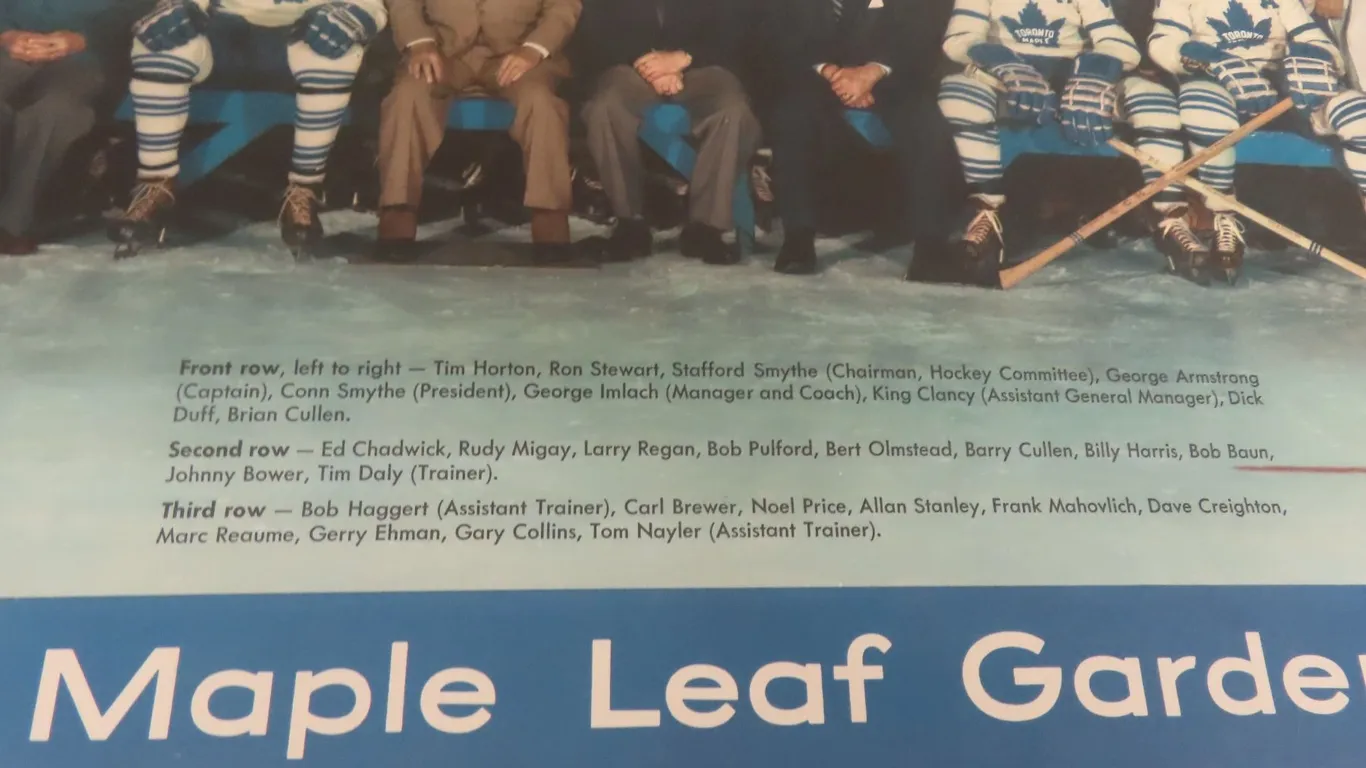 TORONTO
MAPLE
TORONTO
Front row, left to right — Tim Horton, Ron Stewart, Stafford Smythe (Chairman, Hockey Committee), George Armstrong
(Captain), Conn Smythe (President), George Imlach (Manager and Coach), King Clancy (Assistant General Manager), Dick
Duff, Brian Cullen.
Second row — Ed Chadwick, Rudy Migay, Larry Regan, Bob Pulford, Bert Olmstead, Barry Cullen, Billy Harris, Bob Baun,
Johnny Bower, Tim Daly (Trainer).
Third row — Bob Haggert (Assistant Trainer), Carl Brewer, Noel Price, Allan Stanley, Frank Mahovlich, Dave Creighton,
Marc Reaume, Gerry Ehman, Gary Collins, Tom Nayler (Assistant Trainer).
Maple Leaf Garde